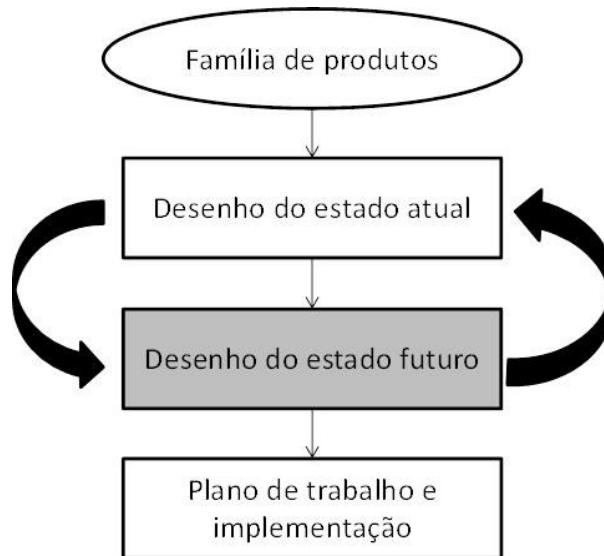 Família de produtos
Desenho do estado atual
Desenho do estado futuro
Plano de trabalho e
implementação